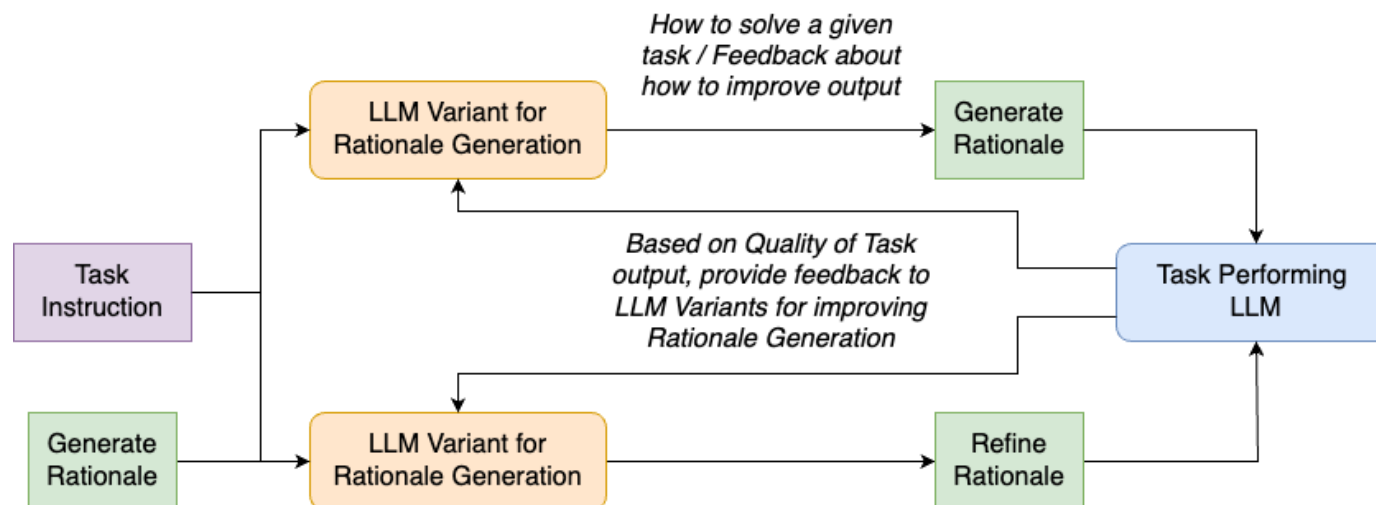 How to solve a given
task / Feedback about
how to improve output
LLM Variant for
Rationale Generation
Generate
Rationale
Task
Instruction
Based on Quality of Task
output, provide feedback to
LLM Variants for improving
Rationale Generation
Task Performing
LLM
Generate
Rationale
LLM Variant for
Rationale Generation
Refine
Rationale